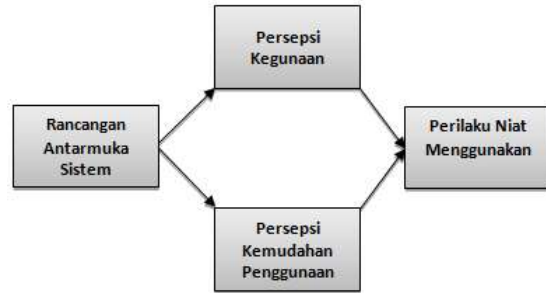 Persepsi
Kegunaan
Rancangan
Antarmuka
Sistem
Perilaku Niat
Menggunakan
Persepsi
Kemudahan
Penggunaan